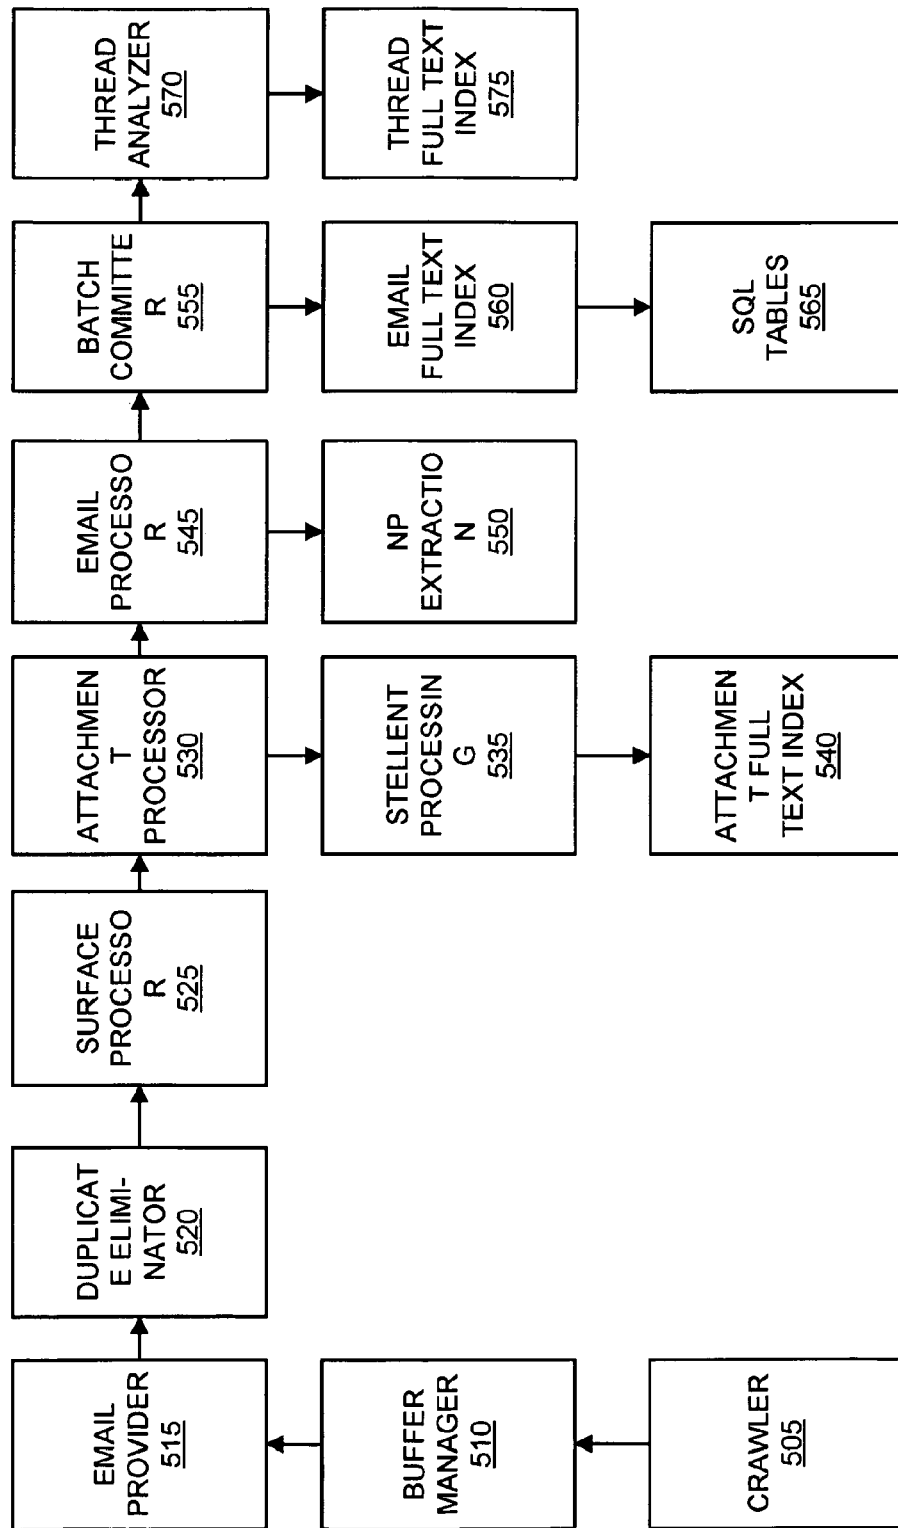 CRAWLER
505
BUFFER
MANAGER
510
EMAIL
PROVIDER
515
DUPLICAT
E ELIMI-
NATOR
520
SURFACE
PROCESSO
R
525
ATTACHMEN
T FULL
TEXT INDEX
540
STELLENT
PROCESSIN
G
535
ATTACHMEN
T
PROCESSOR
530
NP
EXTRACTIO
N
550
EMAIL
PROCESSO
R
545
SQL
TABLES
565
EMAIL
FULL TEXT
INDEX
560
BATCH
COMMITTE
R
555
THREAD
FULL TEXT
INDEX
575
THREAD
ANALYZER
570